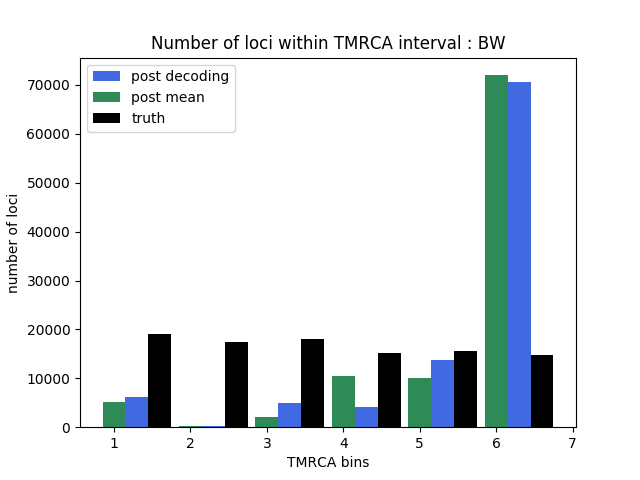 Number of loci within TMRCA interval : BW
post decoding
post mean
truth
number of loci
70000
60000
50000
40000
30000
20000
10000
0
1 2 3 4 5 6 7
TMRCA bins